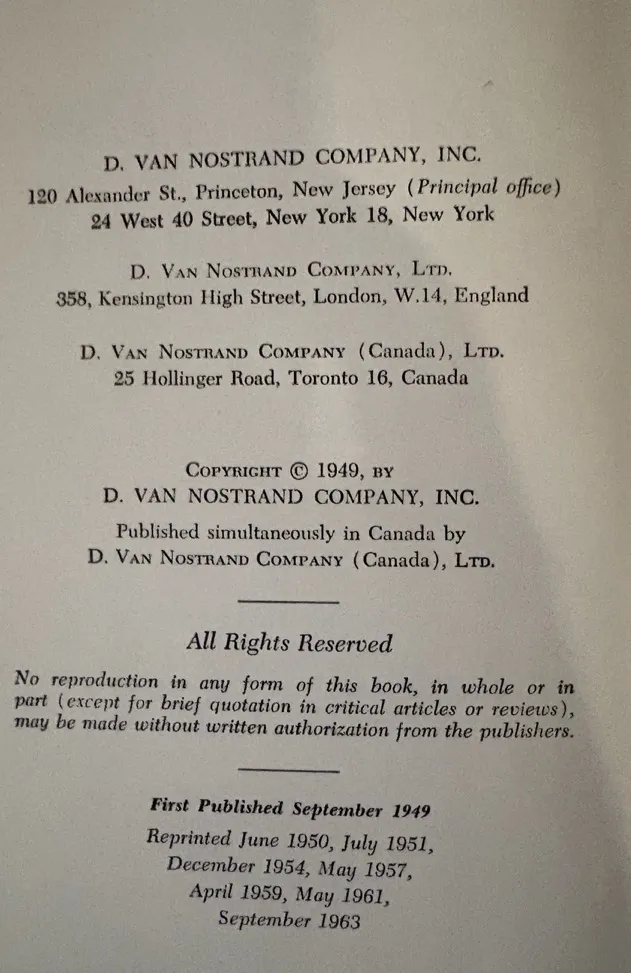 D. VAN NOSTRAND COMPANY, INC.
120 Alexander St., Princeton, New Jersey (Principal office)
24 West 40 Street, New York 18, New York
D. VAN NOSTRAND COMPANY, LTD.
358, Kensington High Street, London, W.14, England
D. VAN NOSTRAND COMPANY (Canada), LTD.
25 Hollinger Road, Toronto 16, Canada
COPYRIGHT © 1949, BY
D. VAN NOSTRAND COMPANY, INC.
Published simultaneously in Canada by
D. VAN NOSTRAND COMPANY (Canada), LTD.
All Rights Reserved
No reproduction in any form of this book, in whole or in
part (except for brief quotation in critical articles or reviews),
may be made without written authorization from the publishers.
First Published September 1949
Reprinted June 1950, July 1951,
December 1954, May 1957,
April 1959, May 1961,
September 1963